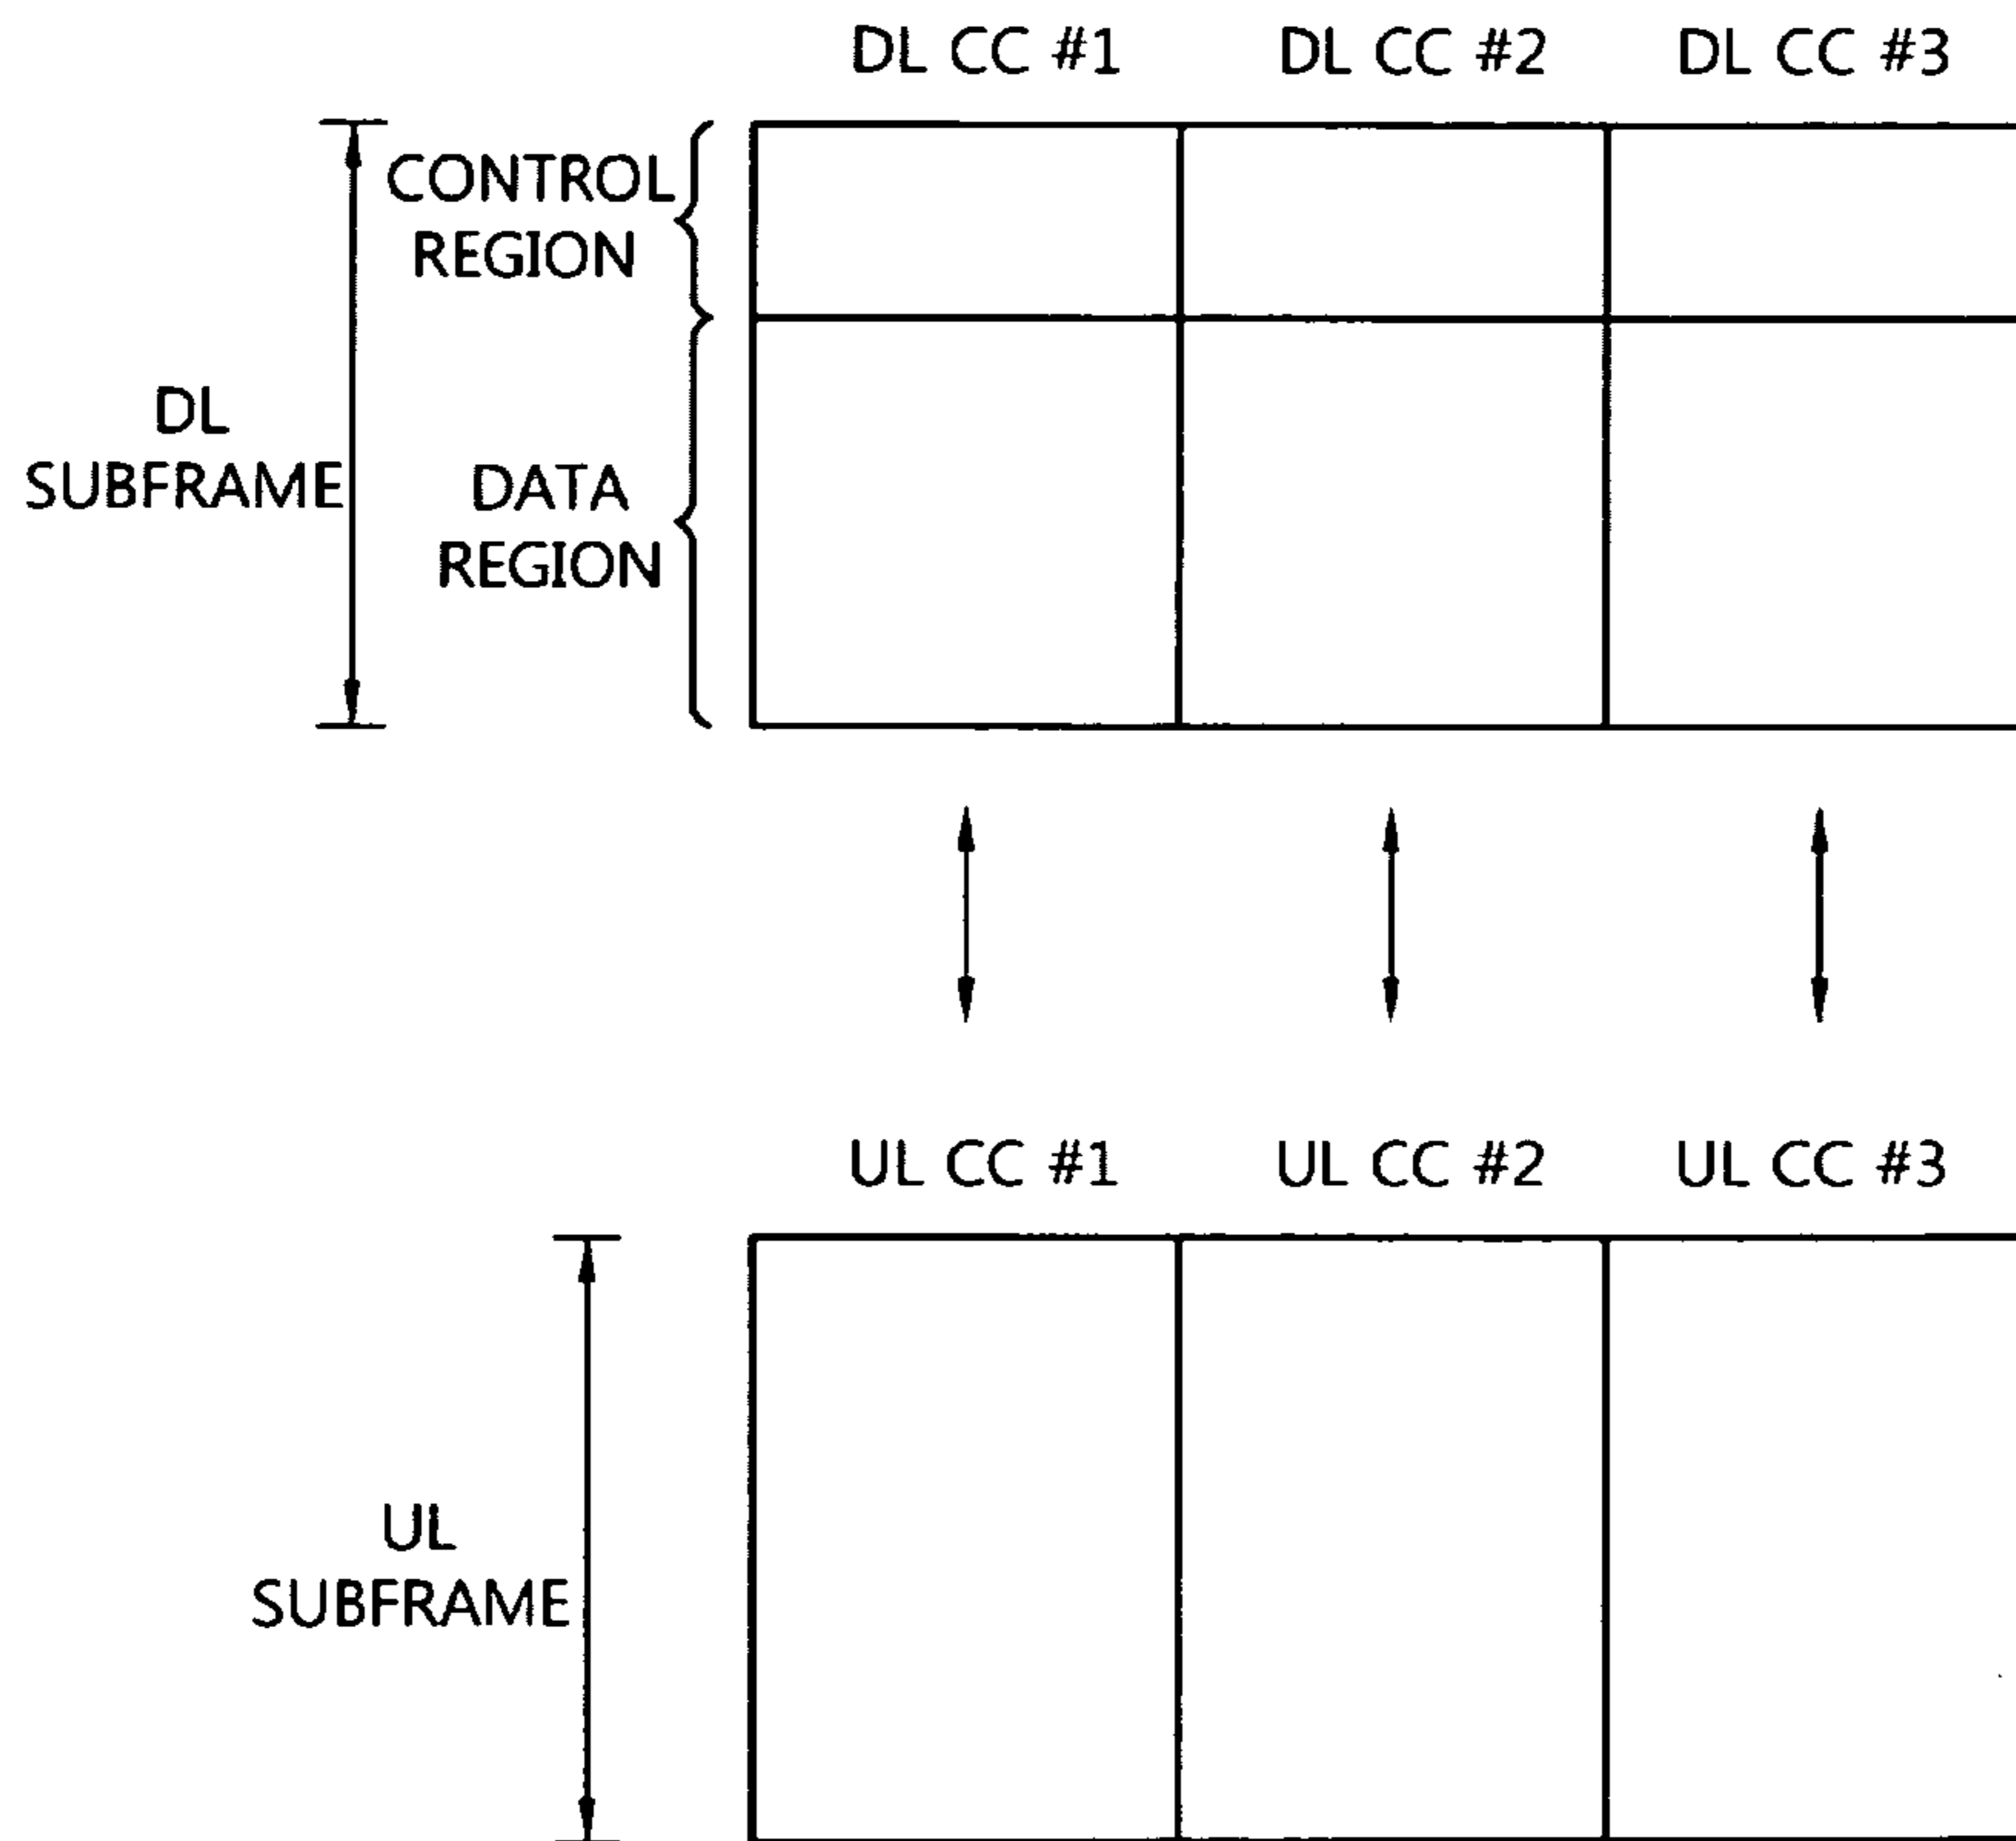 DL CC #1 DL CC #2 DL CC #3
CONTROL
REGION
DL
SUBFRAME
DATA
REGION
UL CC #1 UL CC #2 UL CC #3
UL
SUBFRAME